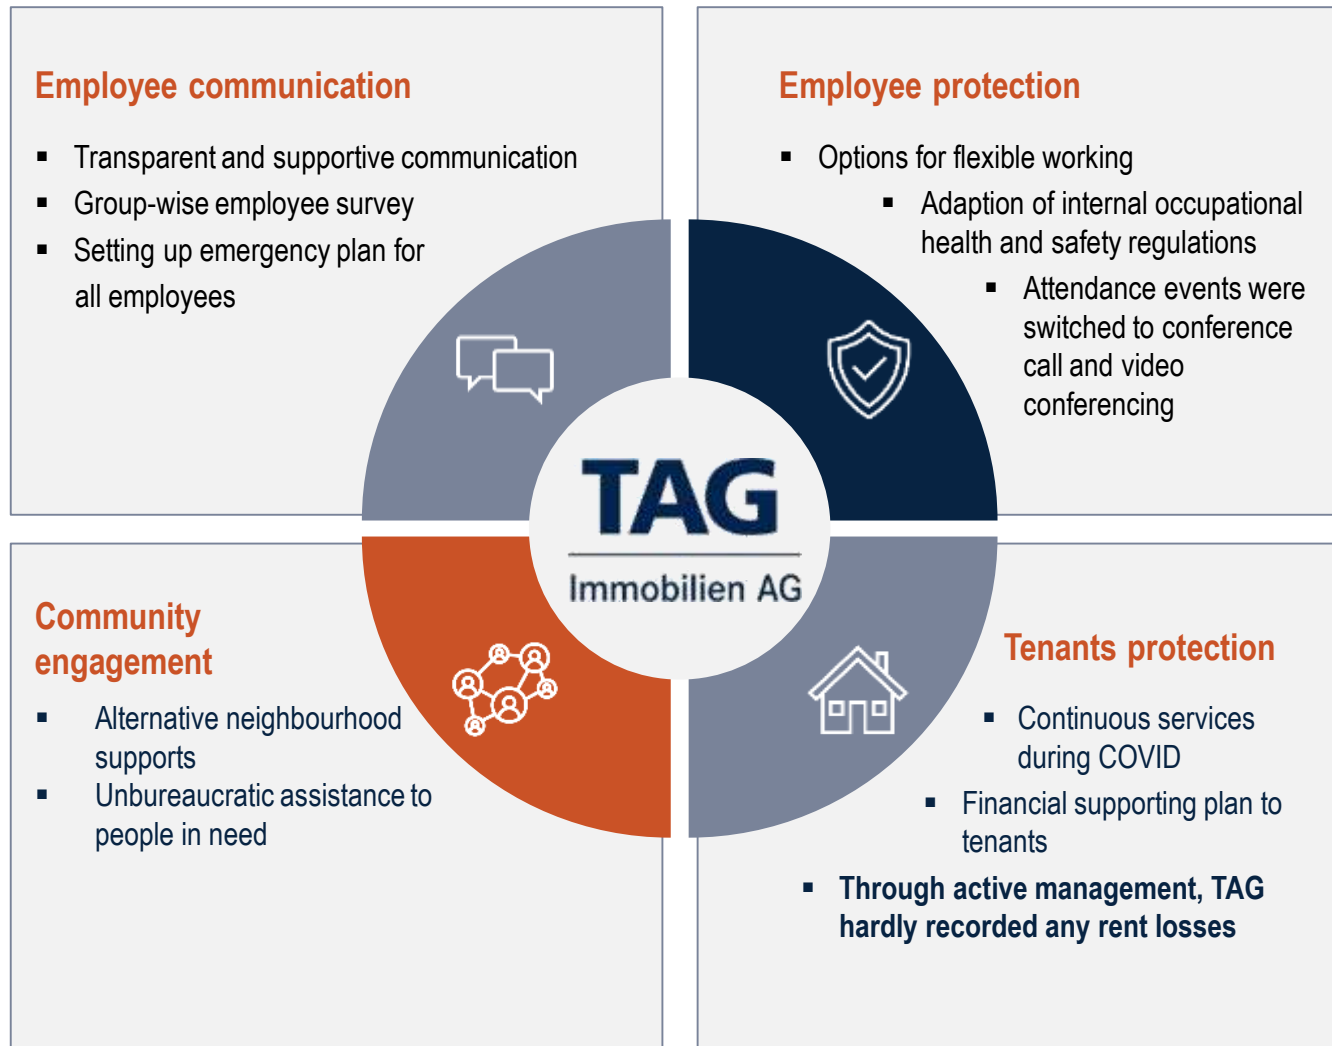 Employee communication
▪ Transparent and supportive communication
▪ Group-wise employee survey
▪ Setting up emergency plan for
all employees
Employee protection
▪ Options for flexible working
▪ Adaption of internal occupational
health and safety regulations
▪ Attendance events were
switched to conference
call and video
conferencing
TAG
Immobilien AG
Community
engagement
▪ Alternative neighbourhood
supports
▪ Unbureaucratic assistance to
people in need
Tenants protection
▪ Continuous services
during COVID
▪ Financial supporting plan to
tenants
▪ Through active management, TAG
hardly recorded any rent losses